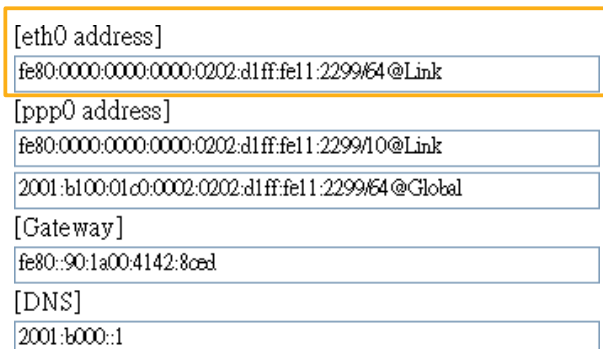 [eth0 address]
fe80:0000:0000:0000:0202:d1ff:fe11:2299/64@Link
[ppp0 address]
fe80:0000:0000:0000:0202:d1ff:fe11:2299/10@Link
2001:b100:01c0:0002:0202:d1ff:fe11:2299/64@Global
[Gateway]
fe80::90:1a00:4142:8ced
[DNS]
2001:b000::1